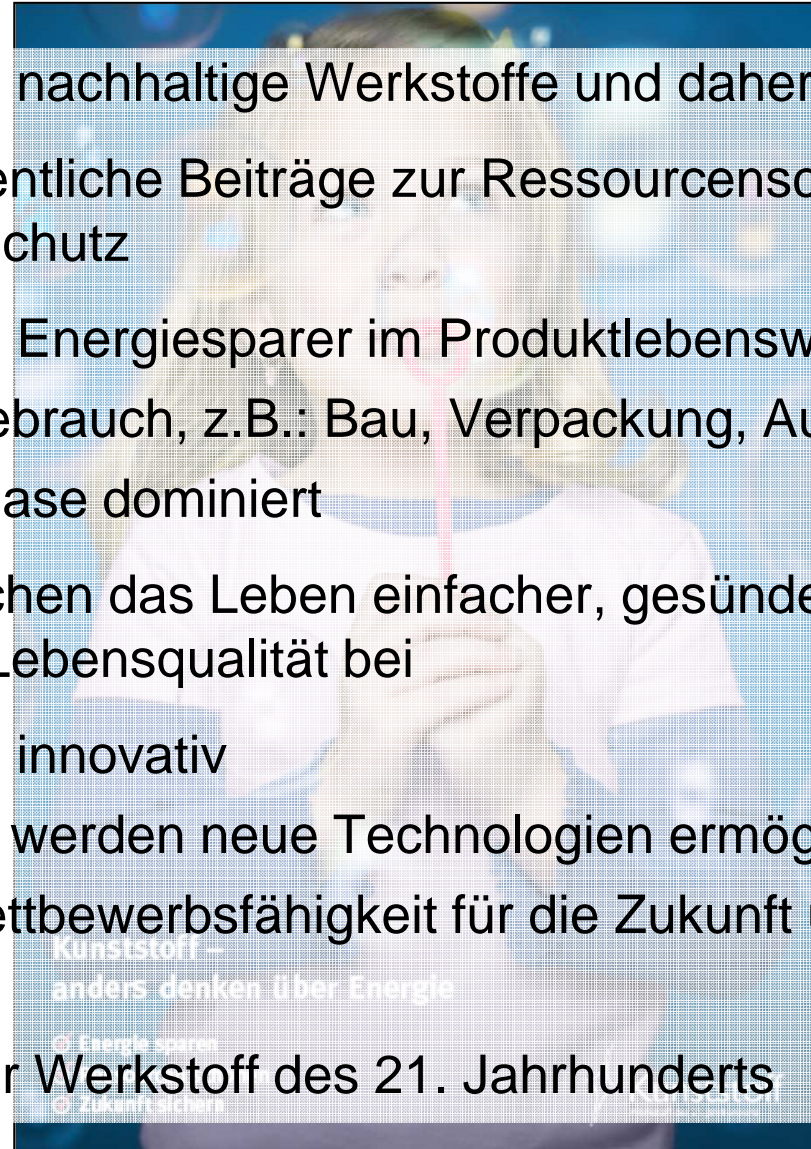 nachhaltige Werkstoffe und daher
entliche Beiträge zur Ressourcensc
chutz
Energiesparer im Produktlebensw
ebrauch, z.B.: Bau, Verpackung, Au
ase dominiert
chen das Leben einfacher, gesünde
Lebensqualität bei
innovativ
werden neue Technologien ermög
ettbewerbsfähigkeit für die Zukunft
Kunststoff –
anders denken über Energie
Energie sparen
r Werkstoff des 21. Jahrhunderts
Zukunft sichern
Kunststoff